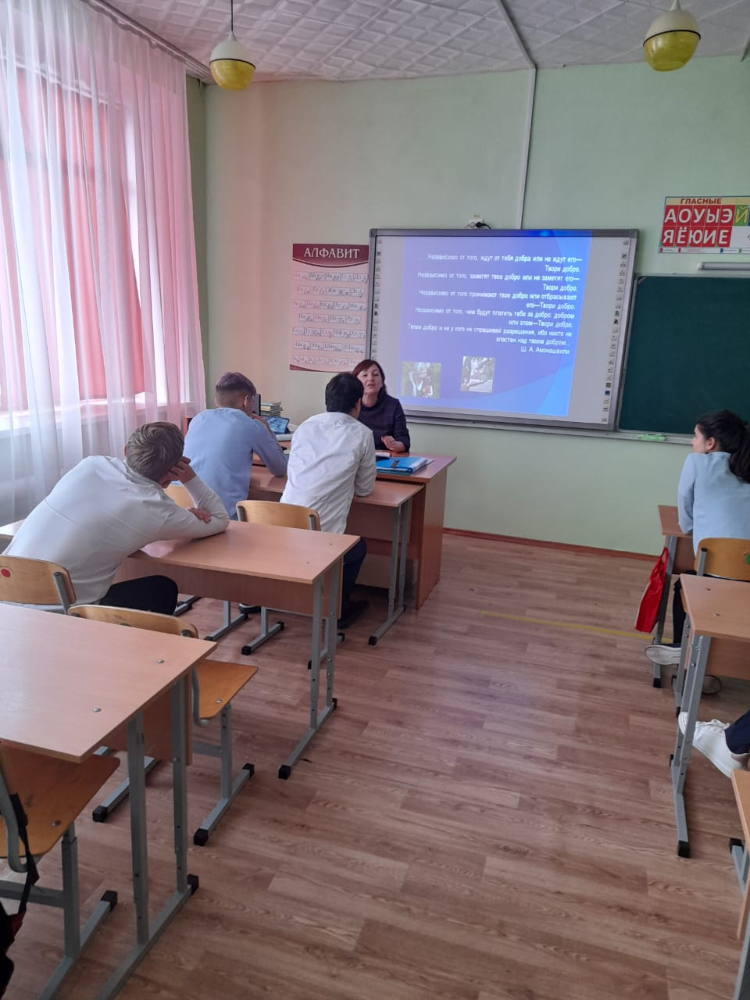 АЛФАВИТ
... Независимо от того, ждут от тебя добра или не ждут его—
Твори добро.
Независимо от того, заметят твое добро или не заметят его—
Твори добро.
Независимо от того принимают твое добро или отбрасывают
его—Твори добро.
Независимо от того, чем будут платить тебе за добро: добром
или злом—Твори добро.
Твори добро и ни у кого не спрашивай разрешения, ибо никто не
властен над твоим добром...
Ш. А. Амонашвили
ГЛАСНЫЕ
АОУЫЭЙ
ЯЁЮИЕ